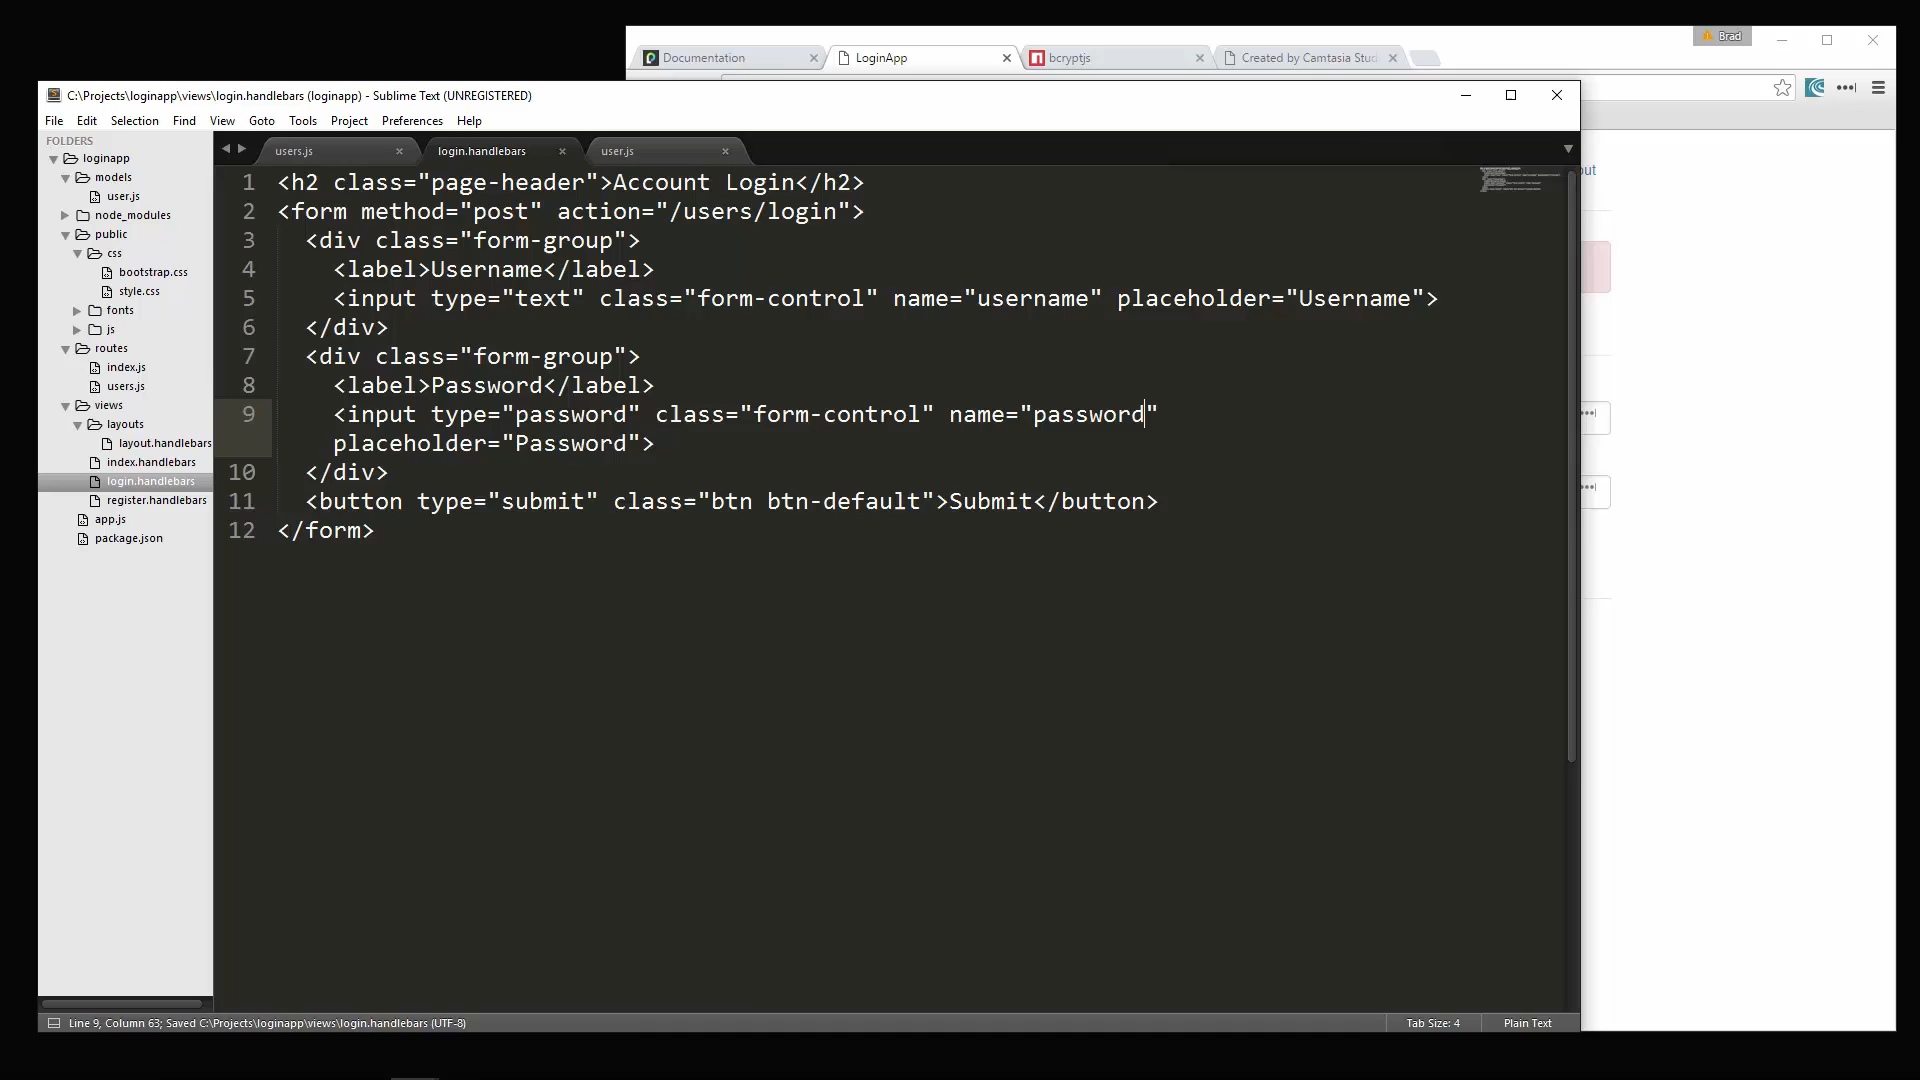 Brad
Documentation
LoginApp
bcryptjs
Created by Camtasia Stud
C:\Projects\loginapp\views\login.handlebars (loginapp) - Sublime Text (UNREGISTERED)
File Edit Selection Find View Goto Tools Project Preferences Help
FOLDERS
loginapp
models
user.js
node_modules
public
css
bootstrap.css
style.css
fonts
js
routes
index.js
users.js
views
layouts
layout.handlebars
index.handlebars
login.handlebars
register.handlebars
app.js
package.json
users.js
login.handlebars
user.js
1 <h2 class="page-header">Account Login</h2>
2 <form method="post" action="/users/login">
3 <div class="form-group">
4 <label>Username</label>
5 <input type="text" class="form-control" name="username" placeholder="Username">
6 </div>
7 <div class="form-group">
8 <label>Password</label>
9 <input type="password" class="form-control" name="password"
placeholder="Password">
10 </div>
11 <button type="submit" class="btn btn-default">Submit</button>
12 </form>
out
Line 9, Column 63; Saved C:\Projects\loginapp\views\login.handlebars (UTF-8)
Tab Size: 4
Plain Text